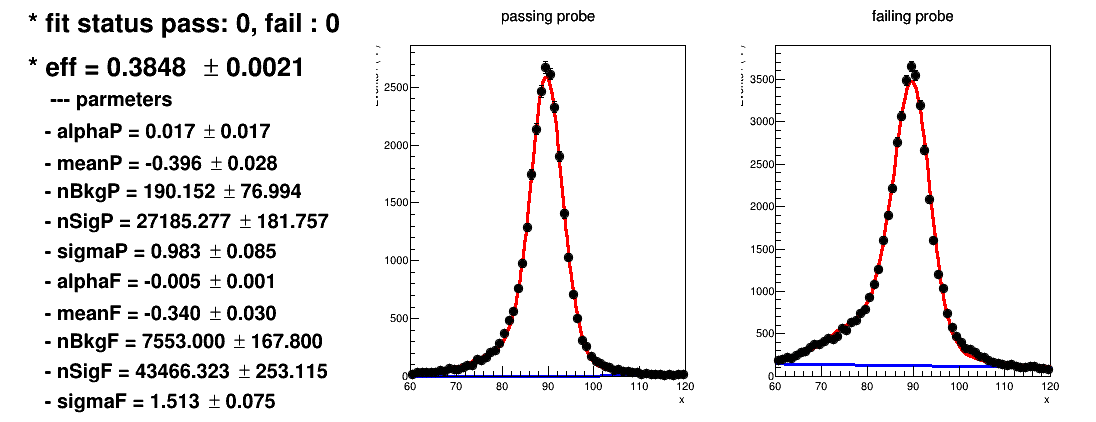 * fit status pass: 0, fail : 0
* eff = 0.3848 ± 0.0021
--- parmeters
- alphaP = 0.017 ± 0.017
- meanP = -0.396 ± 0.028
- nBkgP = 190.152 ± 76.994
- nSigP = 27185.277 ± 181.757
- sigmaP = 0.983 ± 0.085
- alphaF = -0.005 ± 0.001
- meanF = -0.340 ± 0.030
- nBkgF = 7553.000 ± 167.800
- nSigF = 43466.323 ± 253.115
- sigmaF = 1.513 ± 0.075
passing probe
2500
2000
1500
1000
500
0
60 70 80 90 100 110 120
x
failing probe
3500
3000
2500
2000
1500
1000
500
0
60 70 80 90 100 110 120
x